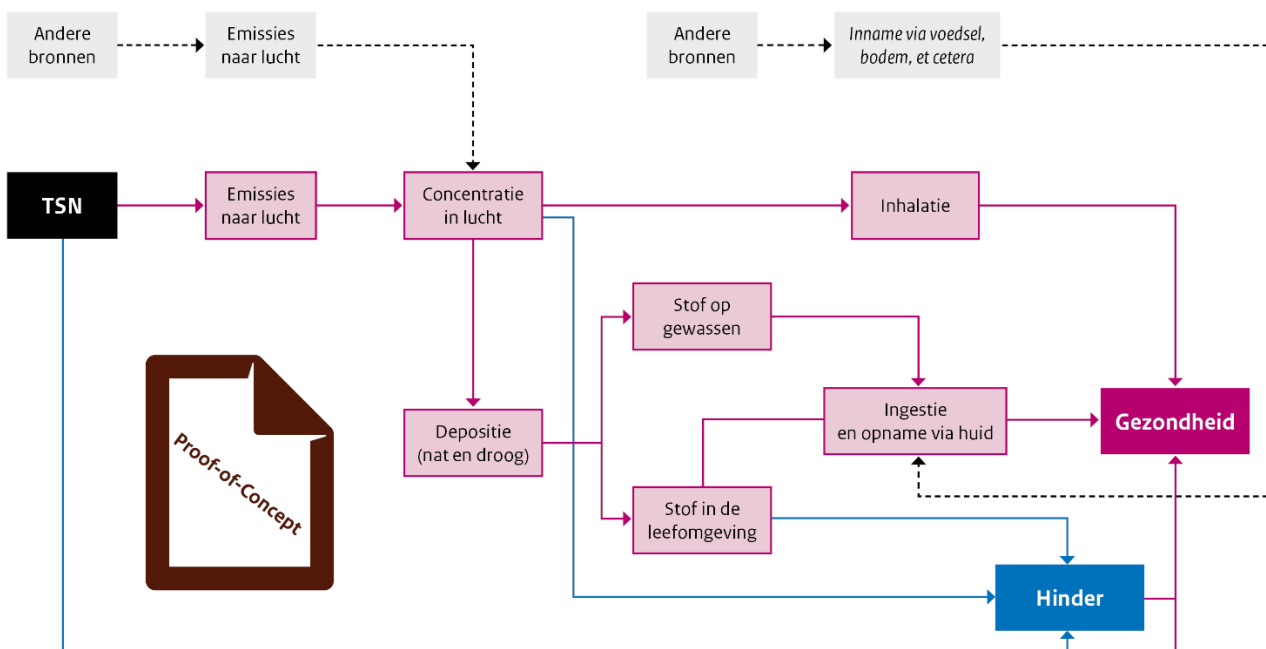 Andere
bronnen
Emissies
naar lucht
Andere
bronnen
Inname via voedsel,
bodem, et cetera
TSN
Emissies
naar lucht
Concentratie
in lucht
Inhalatie
Stof op
gewassen
Proof-of-Concept
Depositie
(nat en droog)
Ingestie
en opname via huid
Gezondheid
Stof in de
leefomgeving
Hinder